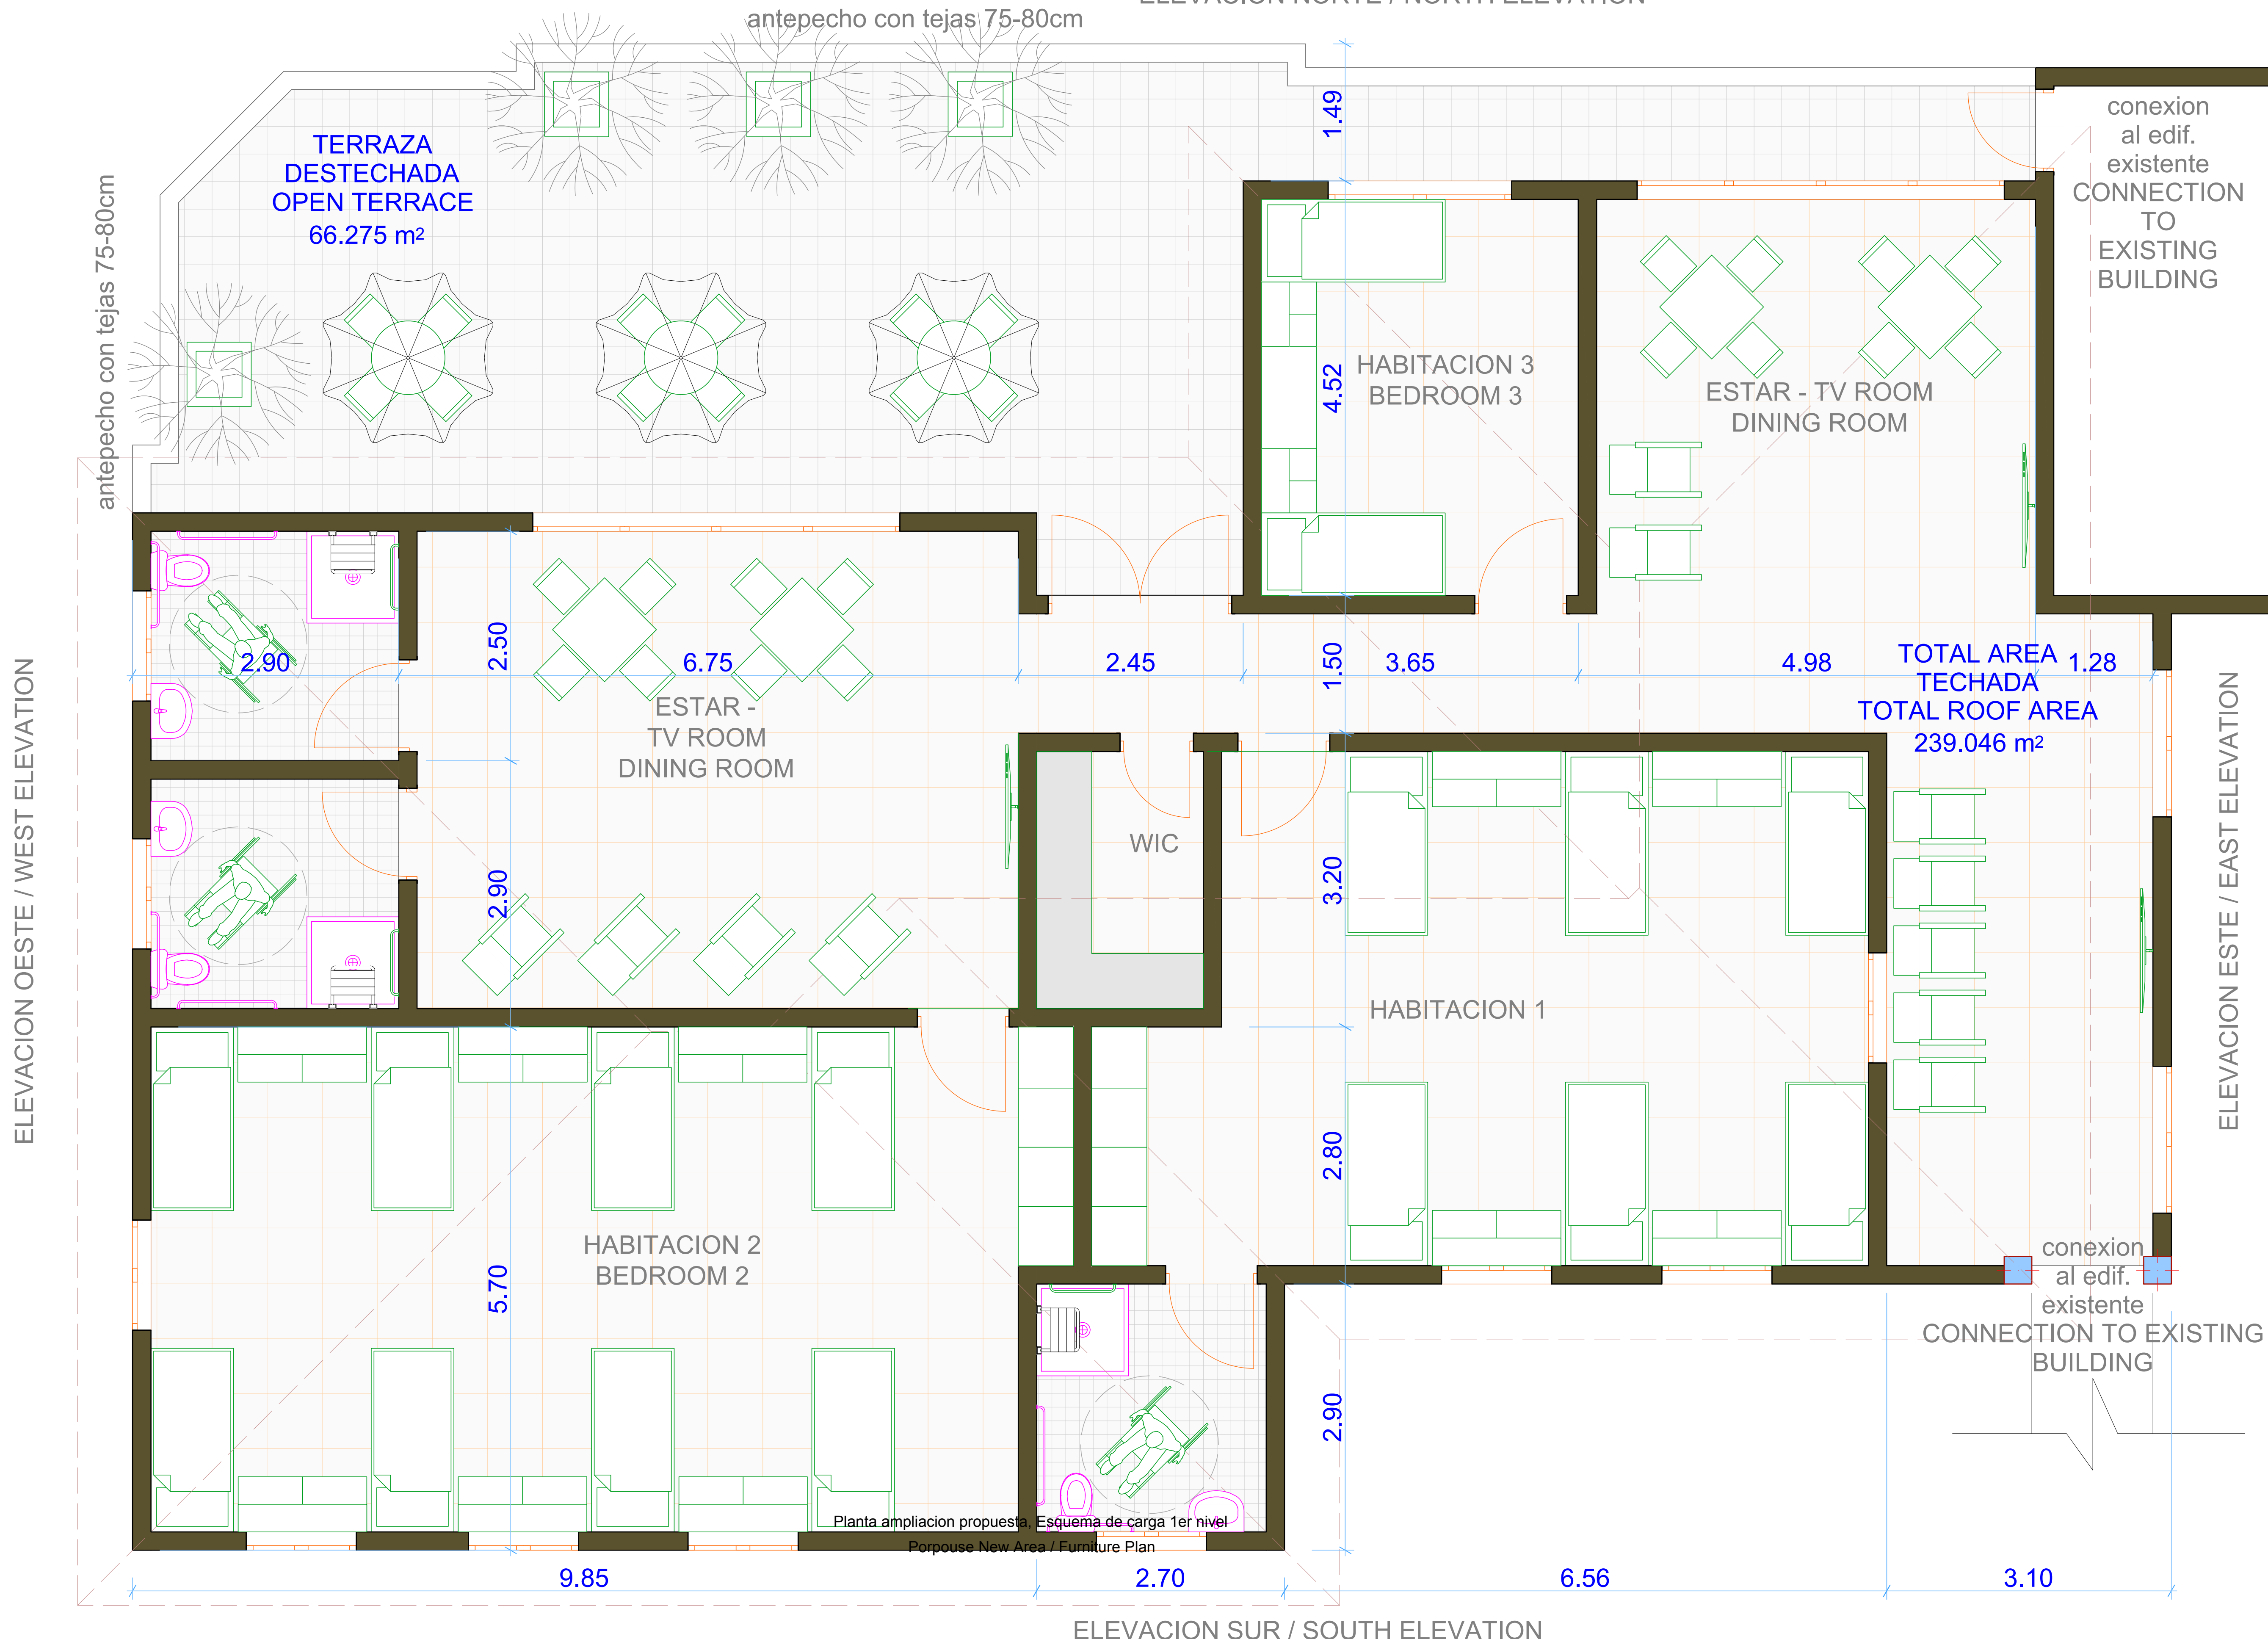 ELEVACION NORTE / NORTH ELEVATION
antepecho con tejas 75-80cm
antepecho con tejas 75-80cm
TERRAZA
DESTECHADA
OPEN TERRACE
66.275 m²
1.49
conexion
al edif.
existente
CONNECTION
TO
EXISTING
BUILDING
4.52
HABITACION 3
BEDROOM 3
ESTAR - TV ROOM
DINING ROOM
2.90
2.50
6.75
2.45
1.50
3.65
4.98
TOTAL AREA
TECHADA
TOTAL ROOF AREA
239.046 m²
1.28
ESTAR -
TV ROOM
DINING ROOM
2.90
WIC
3.20
HABITACION 1
ELEVACION OESTE / WEST ELEVATION
ELEVACION ESTE / EAST ELEVATION
2.80
HABITACION 2
BEDROOM 2
5.70
conexion
al edif.
existente
CONNECTION TO EXISTING
BUILDING
2.90
Planta ampliacion propuesta, Esquema de carga 1er nivel
Porpouse New Area / Furniture Plan
9.85
2.70
6.56
3.10
ELEVACION SUR / SOUTH ELEVATION